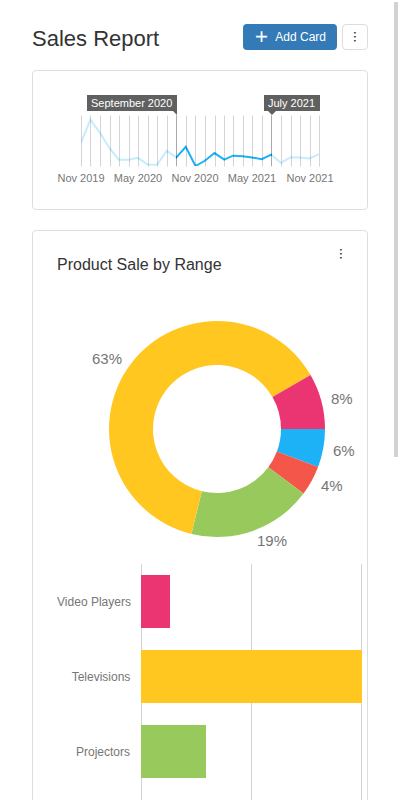 Sales Report
Add Card
September 2020
July 2021
Nov 2019
May 2020
Nov 2020
May 2021
Nov 2021
Product Sale by Range
63%
8%
6%
4%
19%
Video Players
Televisions
Projectors